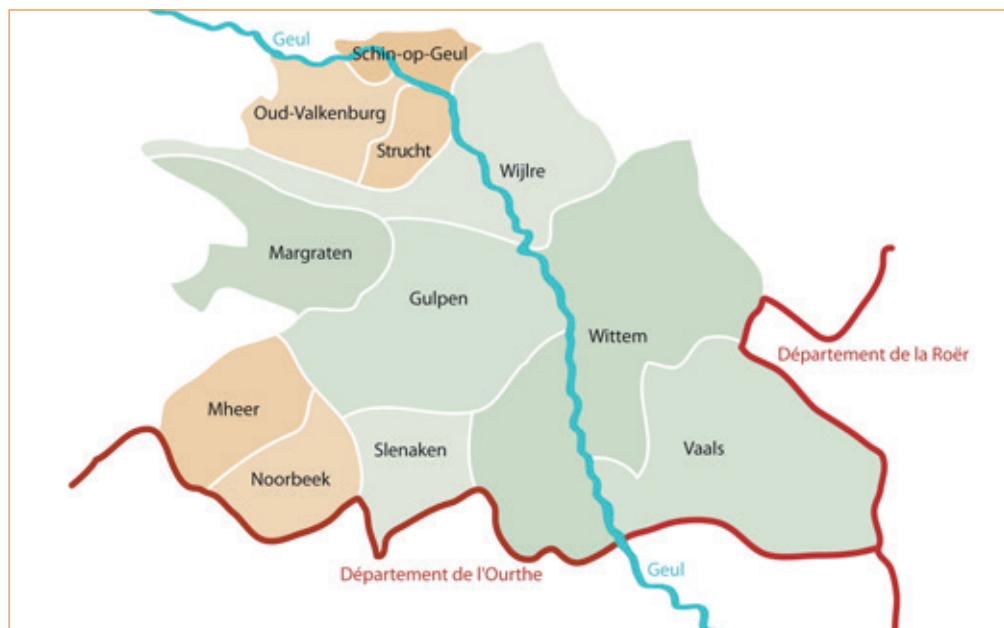 Geul
Schin-op-Geul
Oud-Valkenburg
Strucht
Wijlre
Margraten
Gulpen
Wittem
Département de la Roër
Mheer
Slenaken
Vaals
Noorbeek
Département de l'Ourthe
Geul